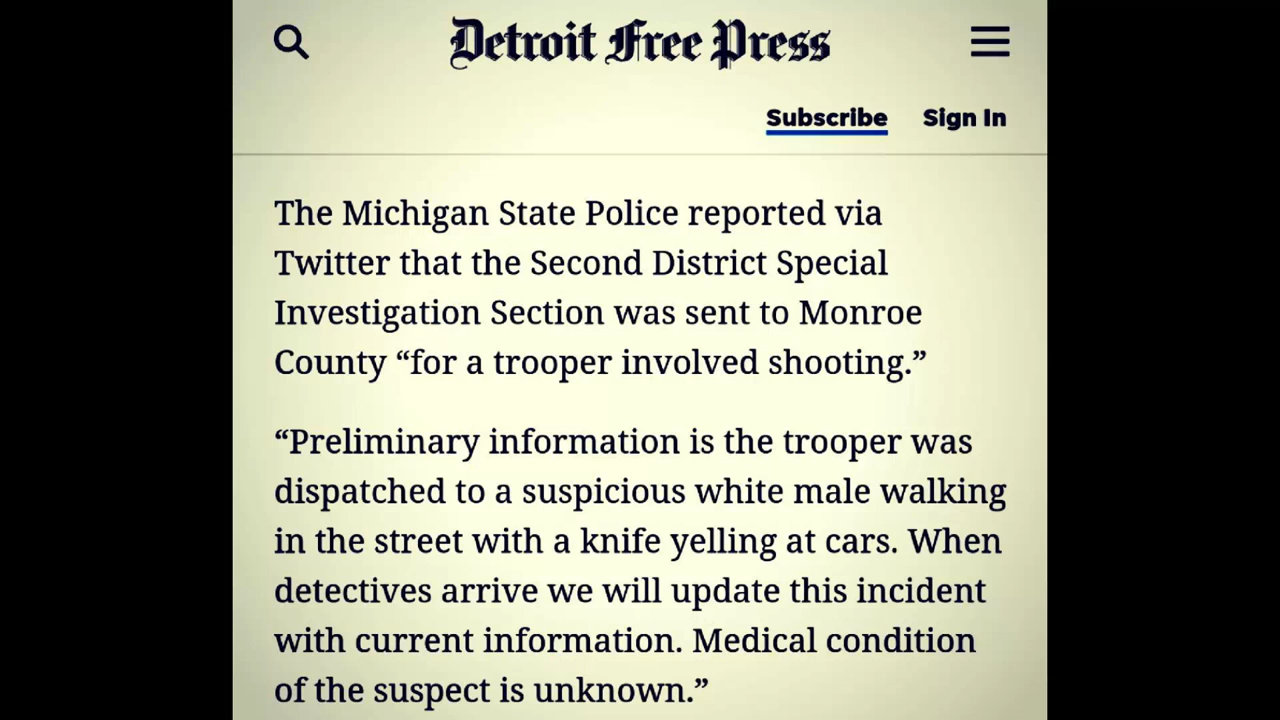 Detroit Free Press
Subscribe Sign In
The Michigan State Police reported via
Twitter that the Second District Special
Investigation Section was sent to Monroe
County “for a trooper involved shooting.”
“Preliminary information is the trooper was
dispatched to a suspicious white male walking
in the street with a knife yelling at cars. When
detectives arrive we will update this incident
with current information. Medical condition
of the suspect is unknown.”